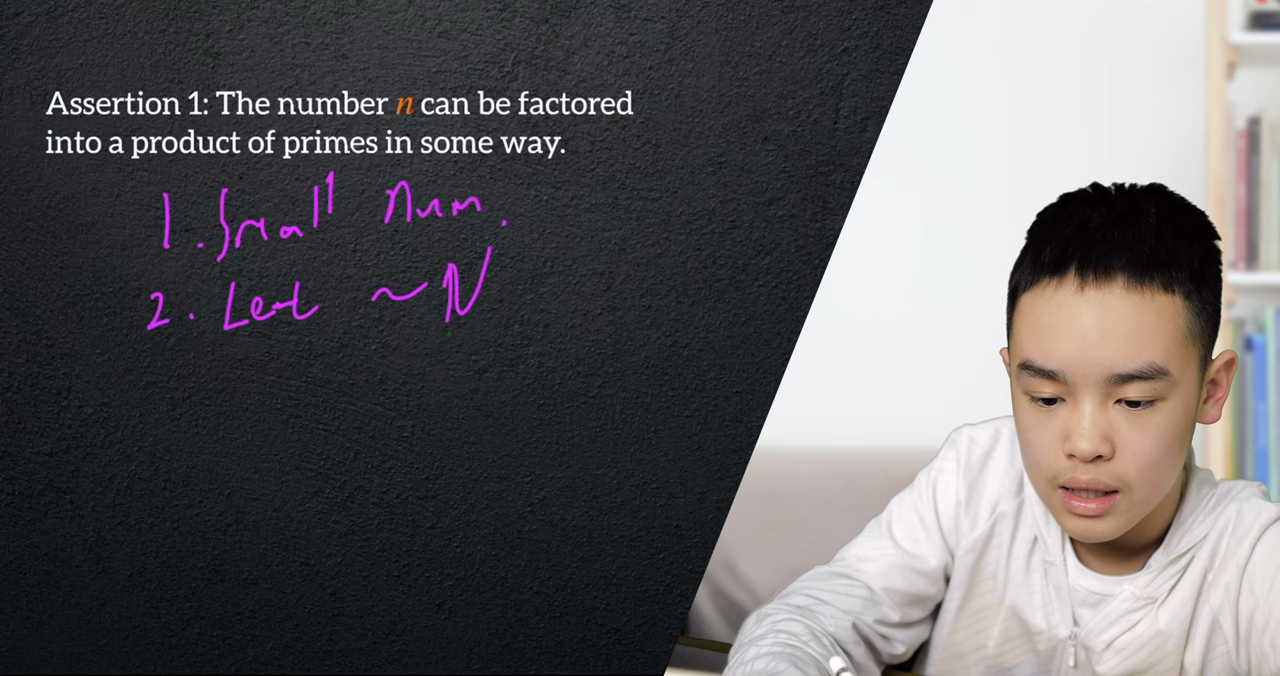 Assertion 1: The number n can be factored
into a product of primes in some way.
1. Small Num.
2. Let ~ N